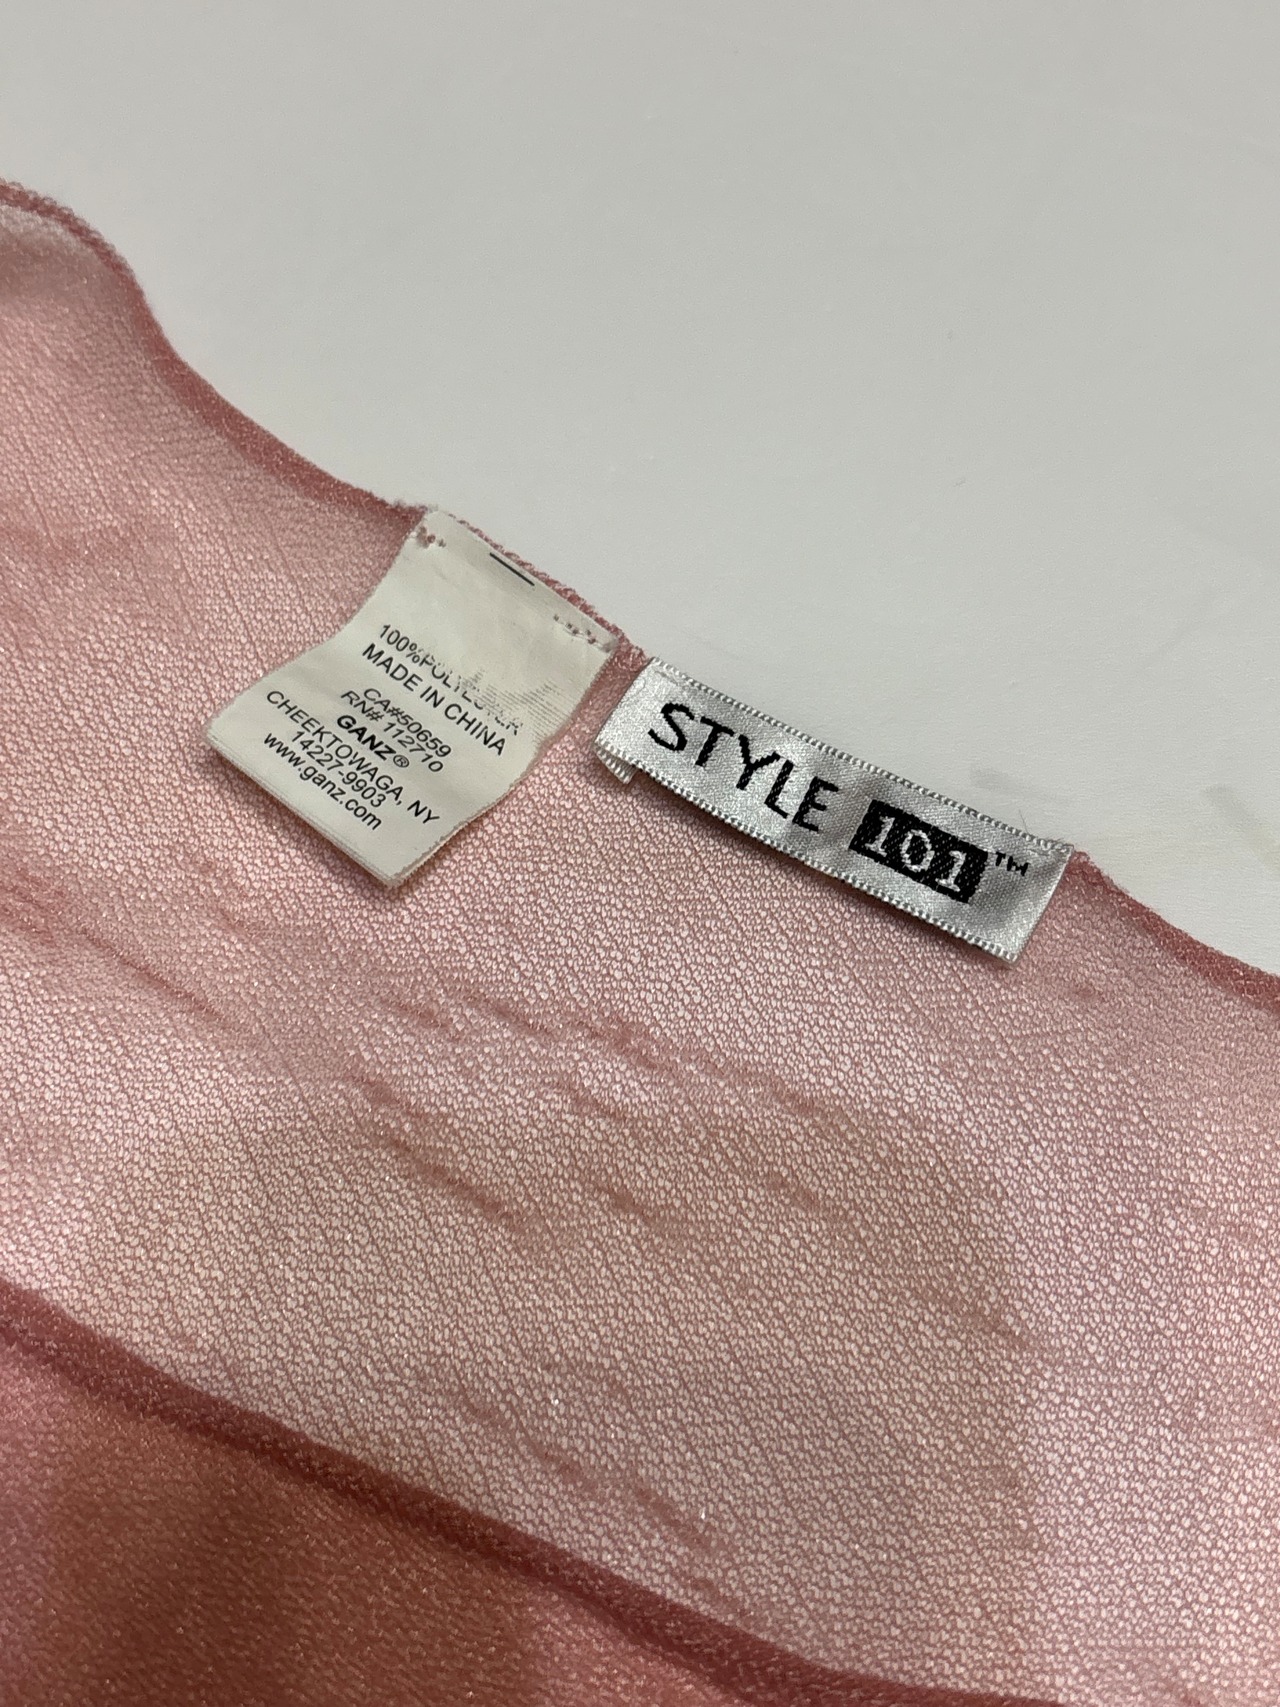 100%POLYESTER
MADE IN CHINA
CA#50659
RN# 112710
GANZ®
CHEEKTOWAGA, NY
14227-9903
www.ganz.com
STYLE 101™